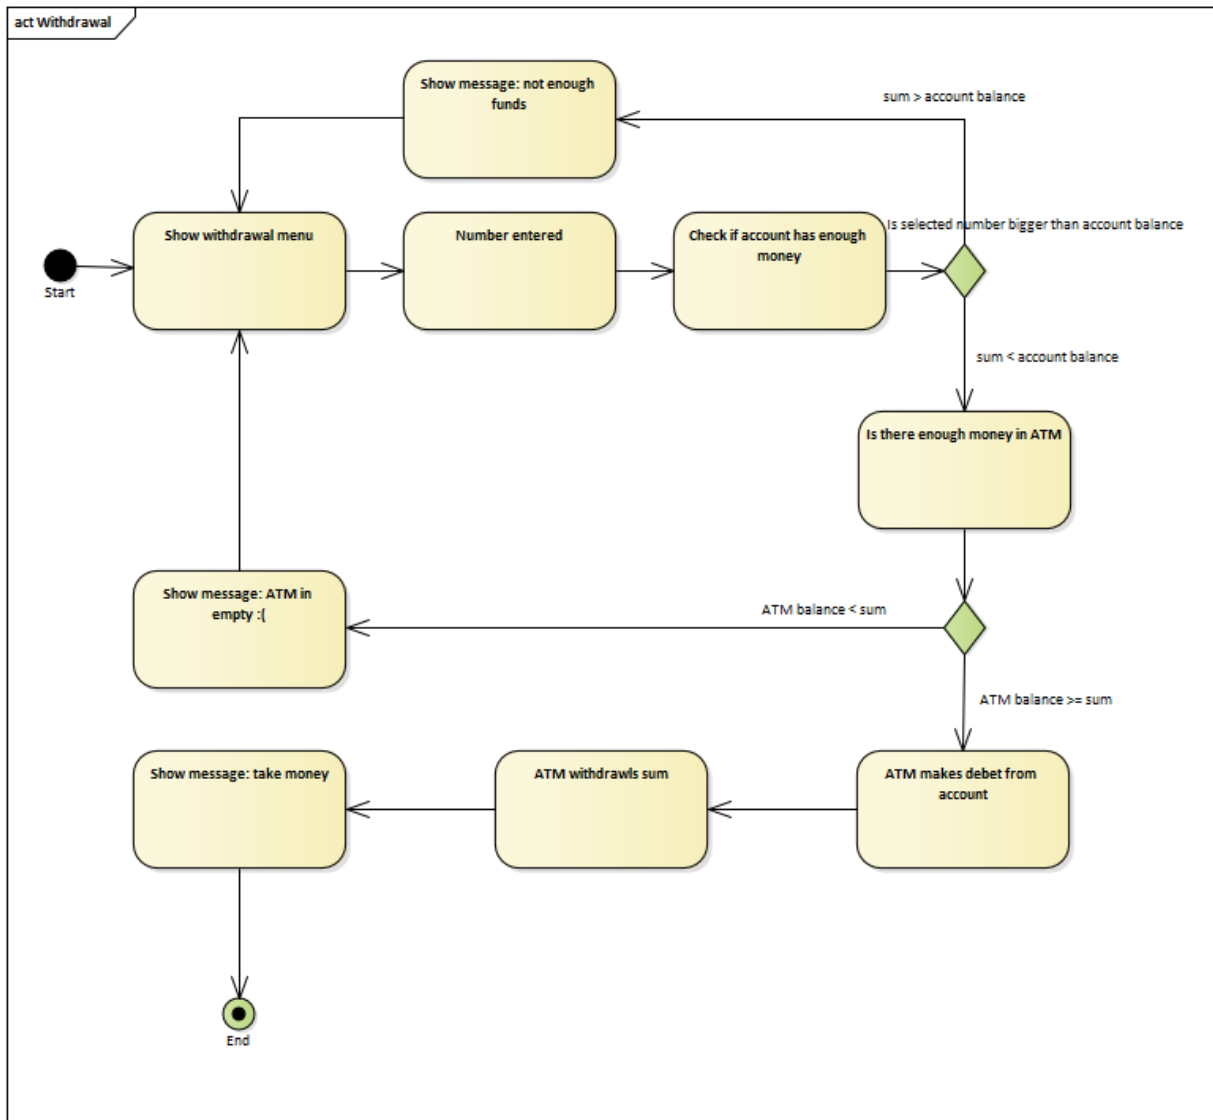 act Withdrawal
Show message: not enough
funds
sum > account balance
Show withdrawal menu
Number entered
Check if account has enough
money
Is selected number bigger than account balance
Start
sum < account balance
Is there enough money in ATM
Show message: ATM in
empty :(
ATM balance < sum
ATM balance >= sum
Show message: take money
ATM withdrawls sum
ATM makes debet from
account
End